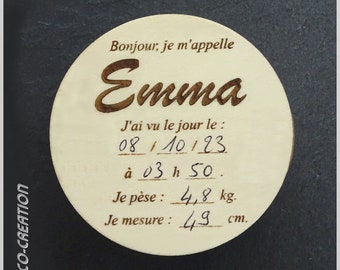 Bonjour, je m'appelle
Emma
J'ai vu le jour le :
08 / 10 / 23
à 03 h 50.
Je pèse : 4,8 kg.
Je mesure : 49 cm.
CO-CREATION